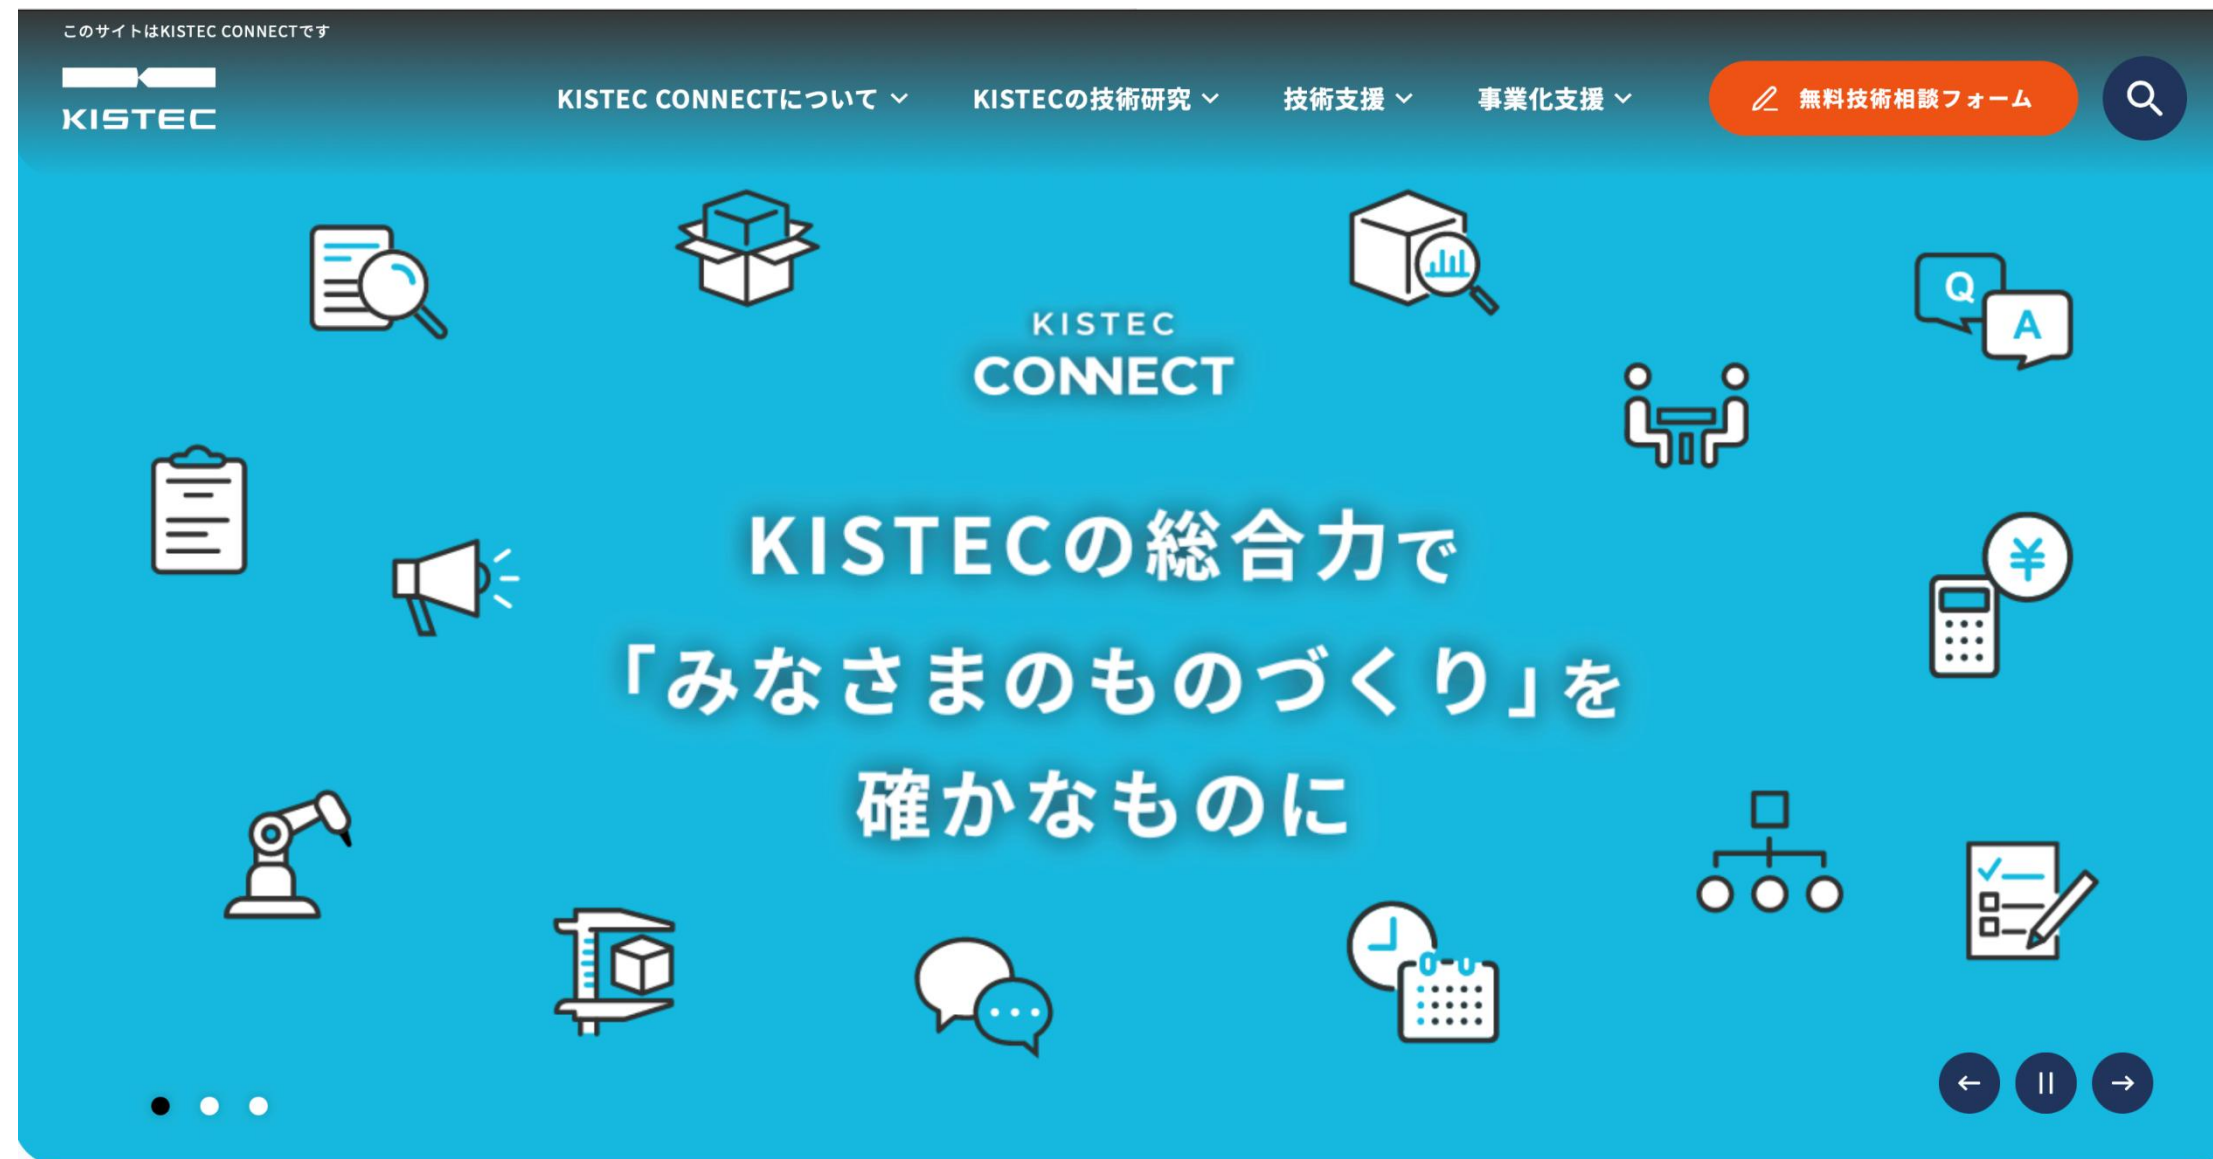 このサイトはKISTEC CONNECTです
KISTEC
KISTEC CONNECTについて
KISTECの技術研究
技術支援
事業化支援
無料技術相談フォーム
Q
A
KISTEC
CONNECT
¥
KISTECの総合力で
「みなさまのものづくり」を
確かなものに